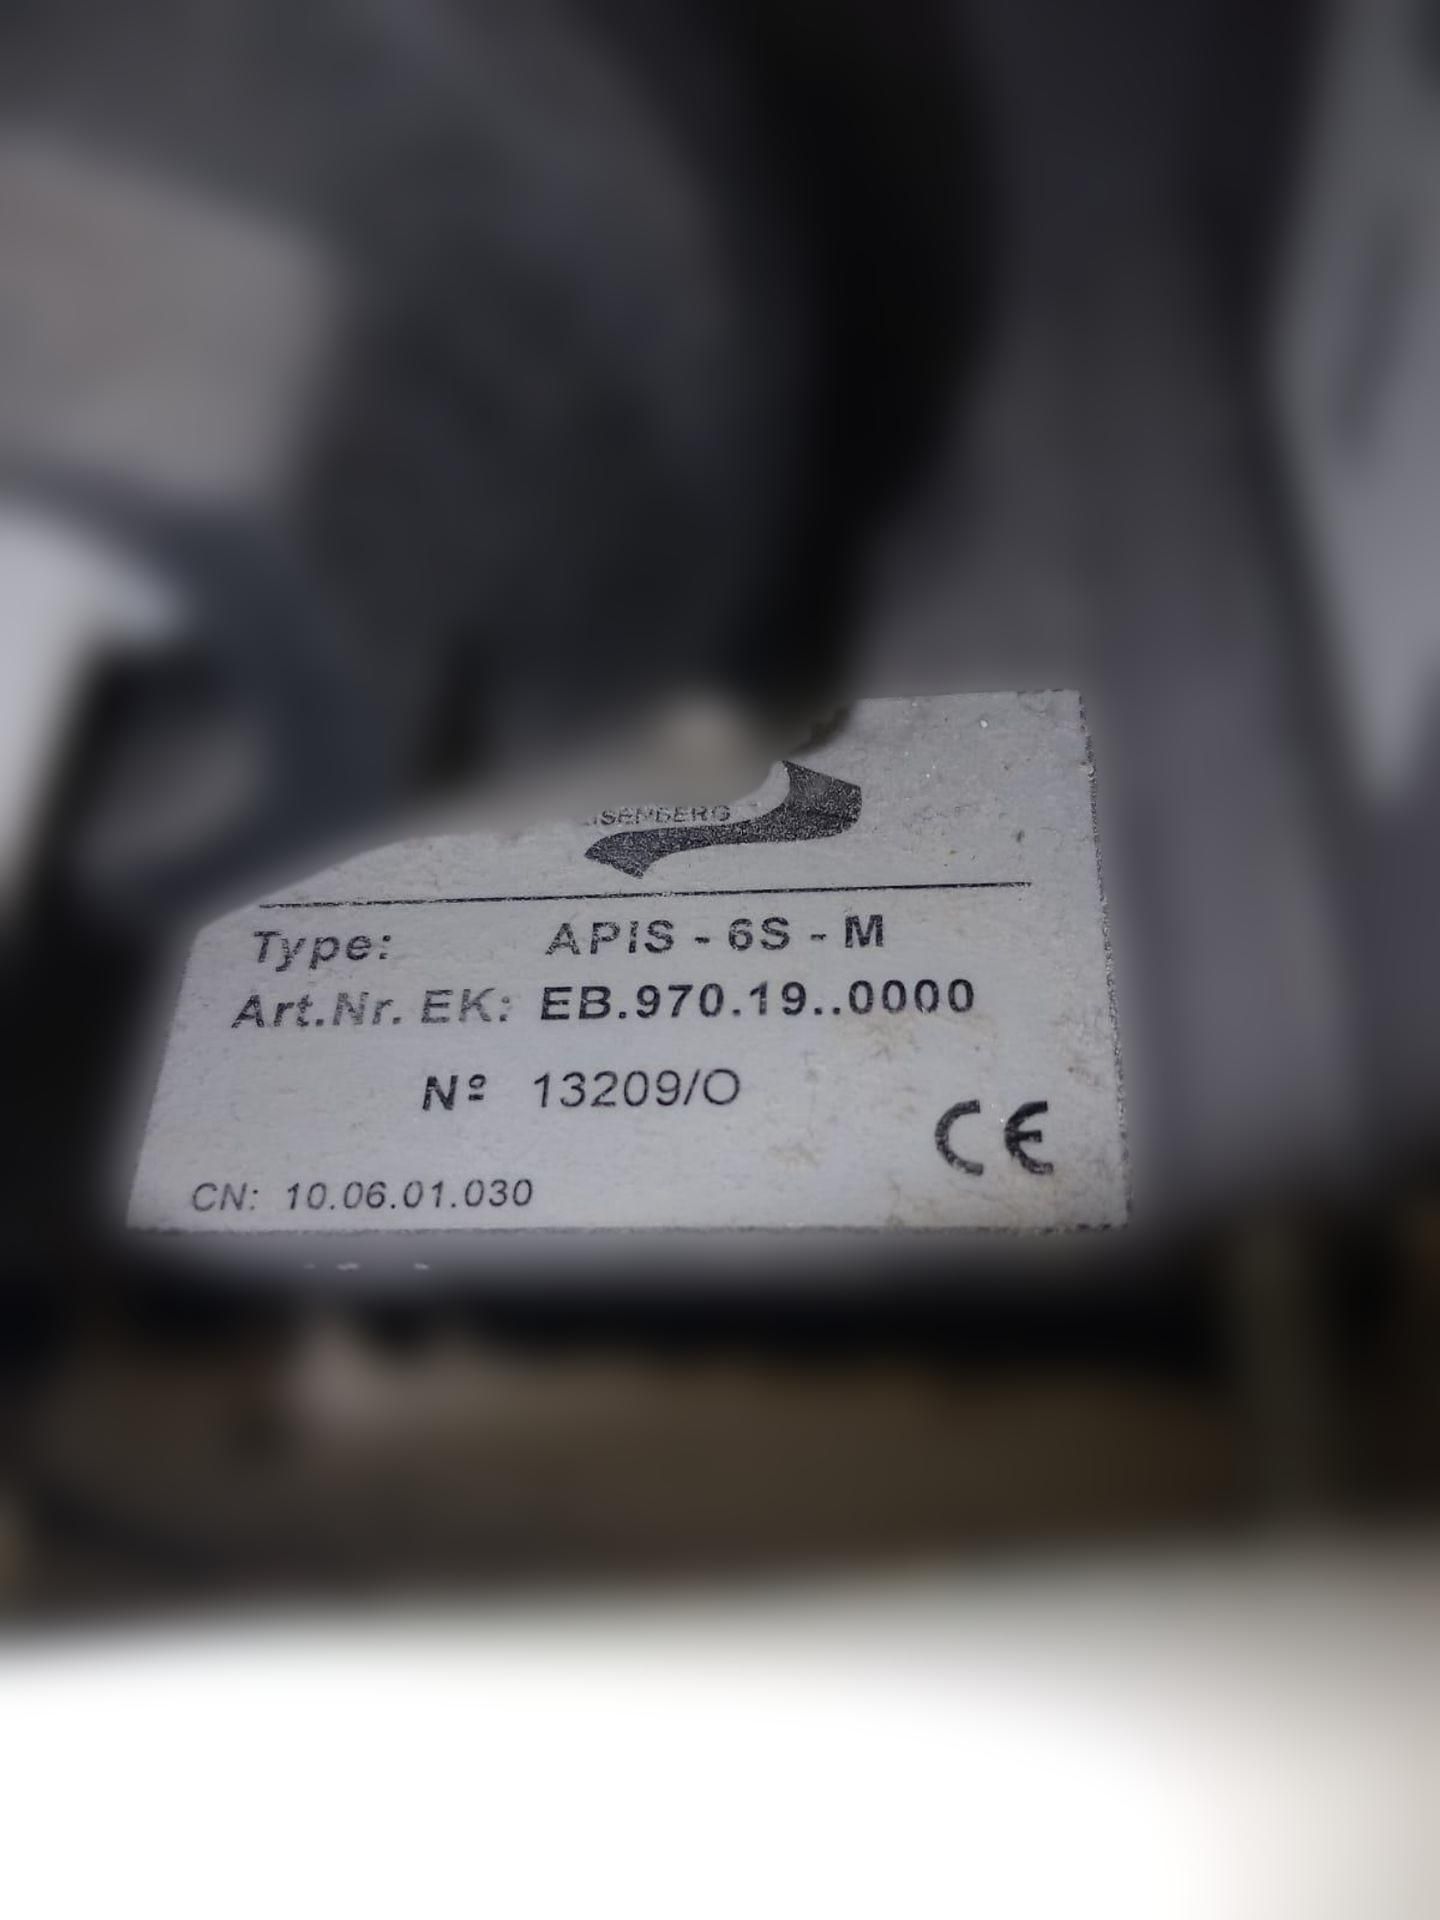 Type: APIS - 6S - M
Art.Nr. EK: EB.970.19..0000
Nº 13209/O
CE
CN: 10.06.01.030